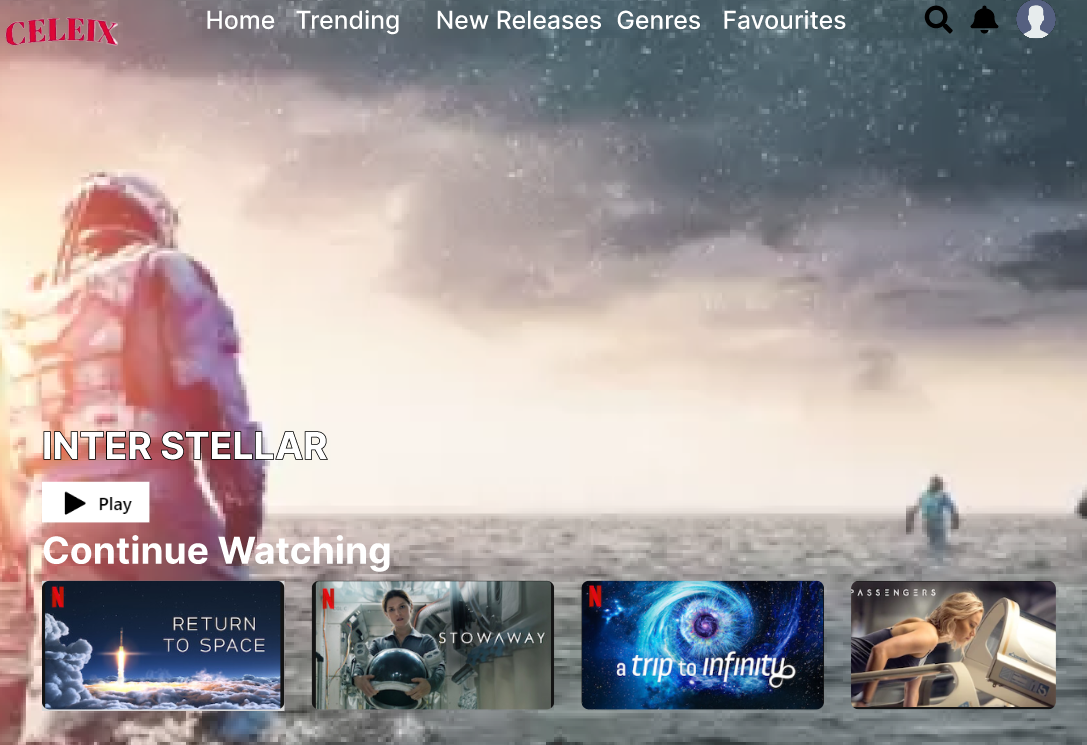 CELEIX
Home Trending New Releases Genres Favourites
INTER STELLAR
Play
Continue Watching
N
RETURN
TO SPACE
N
STOWAWAY
N
a trip to infinity
PASSENGERS